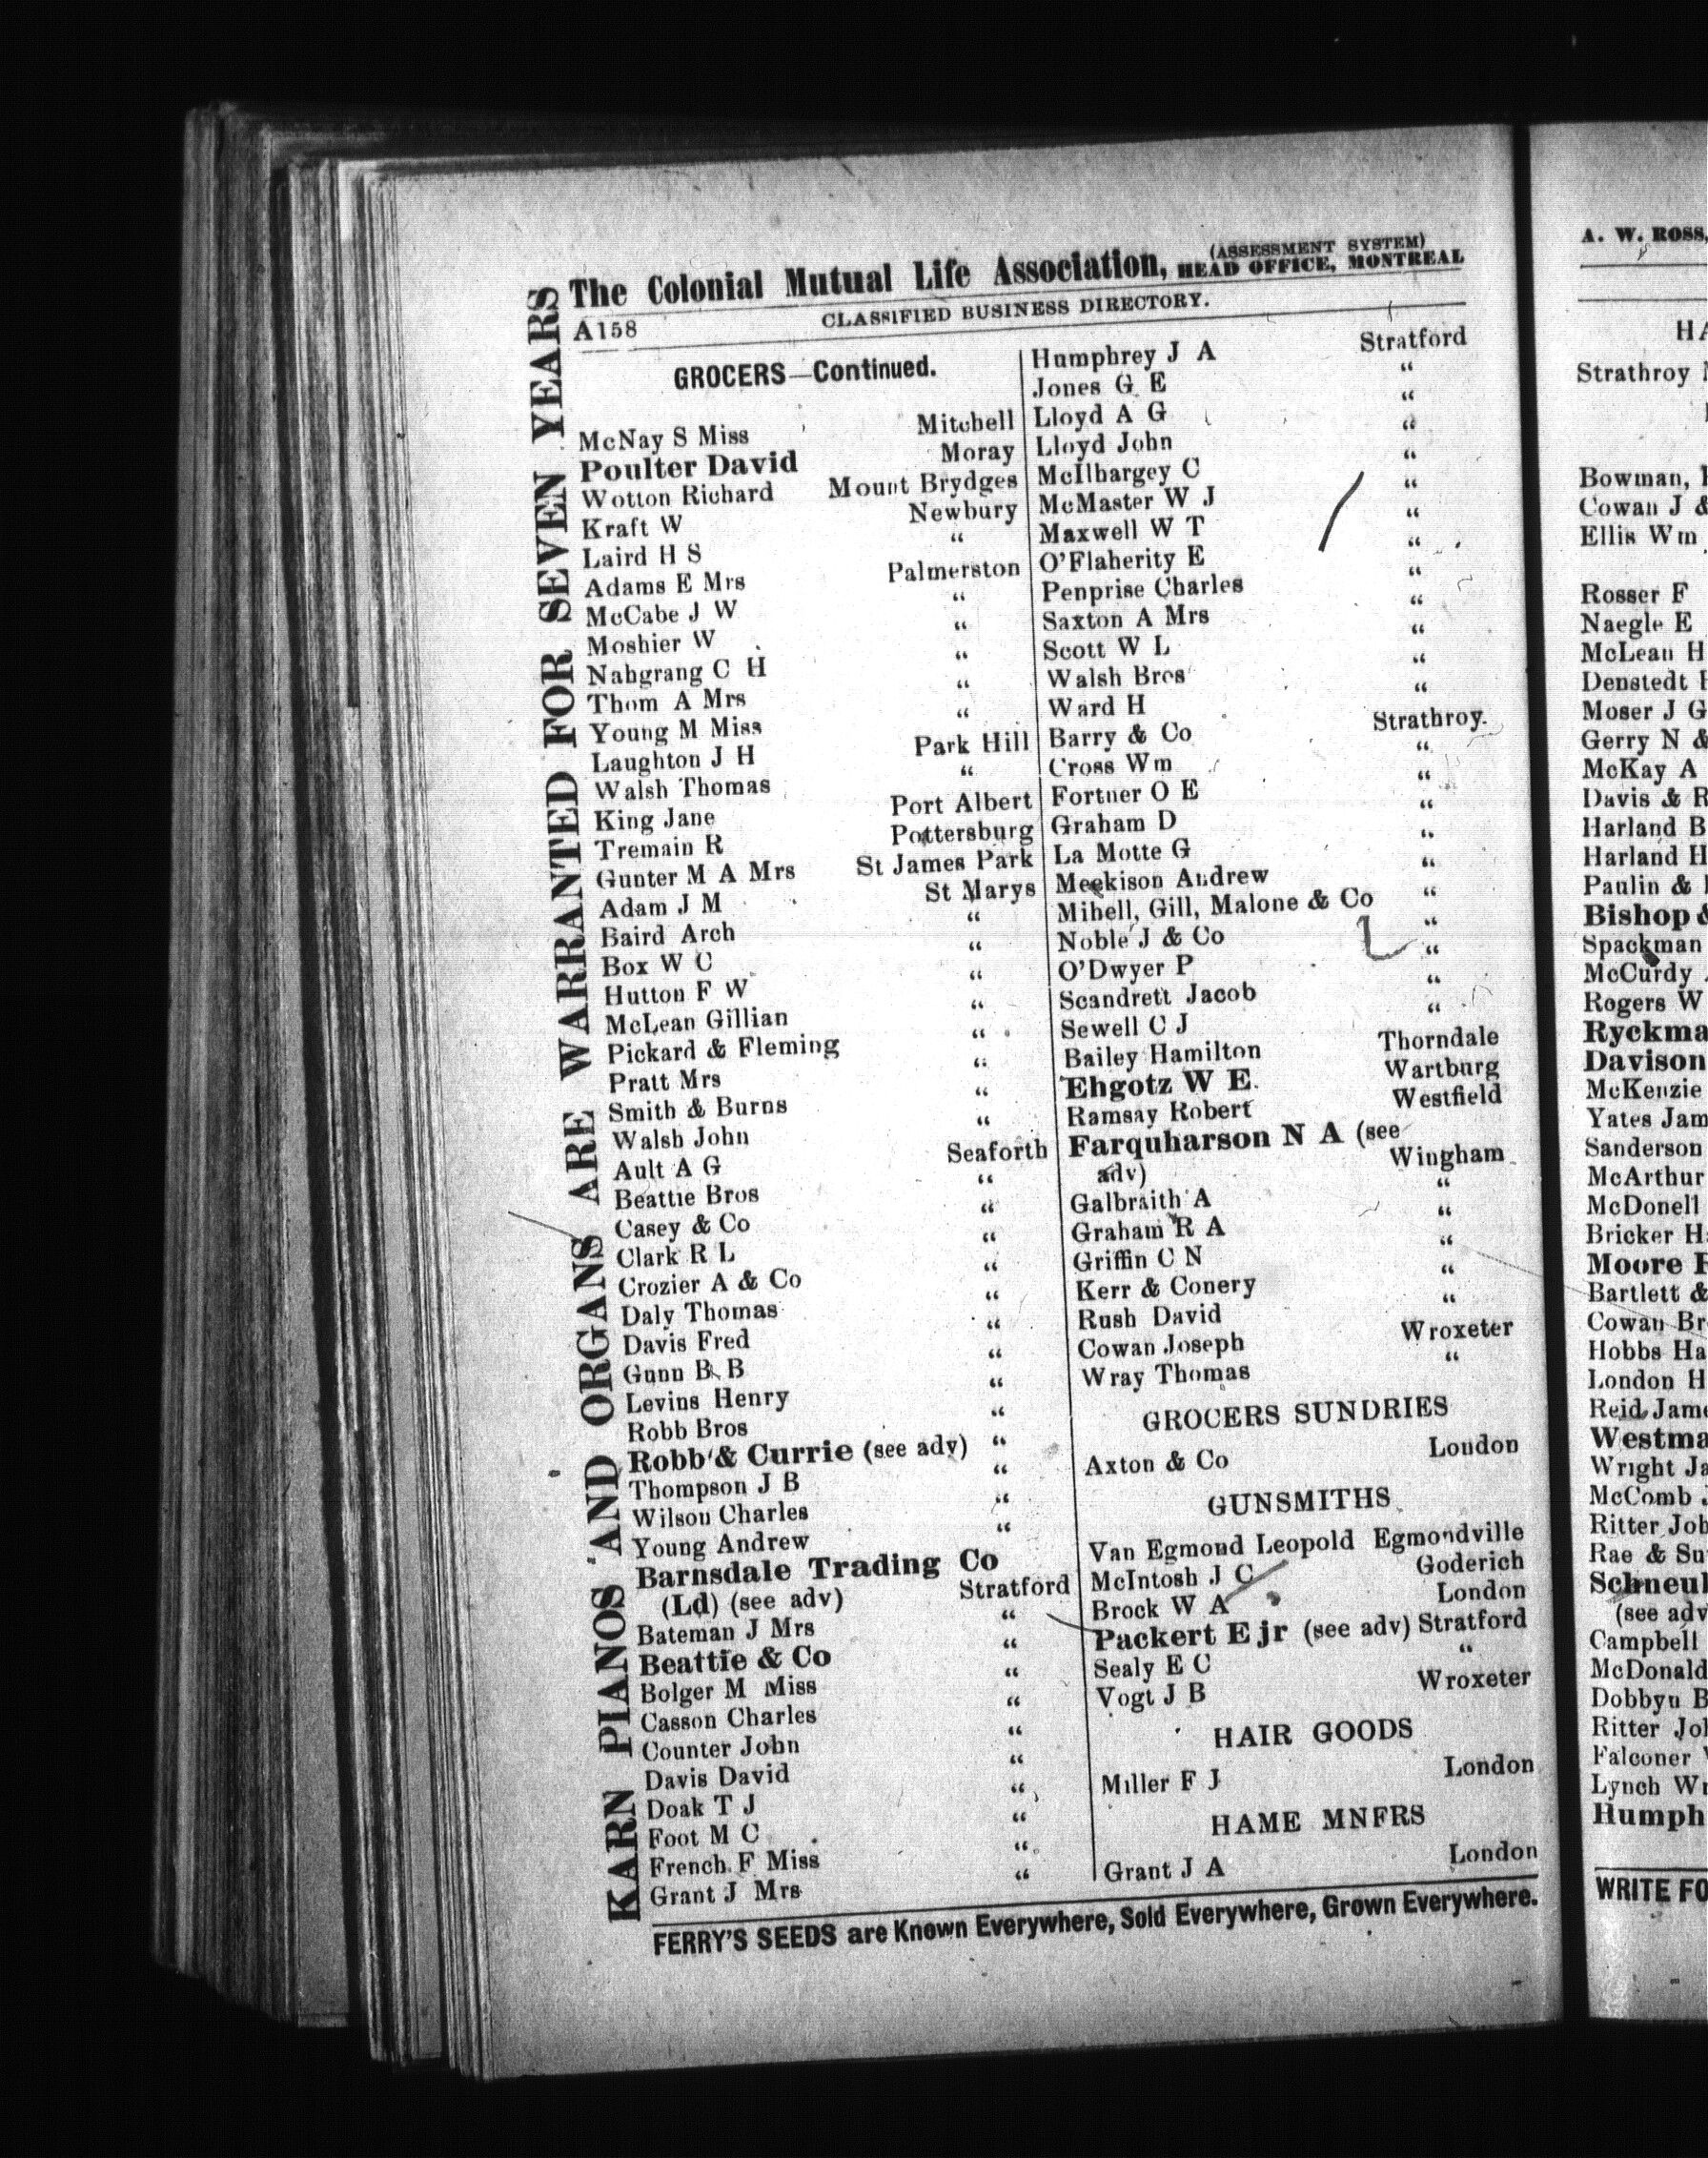 The Colonial Mutual Life Association, (ASSESSMENT SYSTEM) HEAD OFFICE, MONTREAL
A158 CLASSIFIED BUSINESS DIRECTORY.
KARN PIANOS AND ORGANS ARE WARRANTED FOR SEVEN YEARS
GROCERS—Continued.
McNay S Miss Mitchell
Poulter David Moray
Wotton Richard Mount Brydges
Kraft W Newbury
Laird H S “
Adams E Mrs Palmerston
McCabe J W “
Moshier W “
Nahgrang C H “
Thom A Mrs “
Young M Miss “
Laughton J H Park Hill
Walsh Thomas “
King Jane Port Albert
Tremain R Pottersburg
Gunter M A Mrs St James Park
Adam J M St Marys
Baird Arch “
Box W C “
Hutton F W “
McLean Gillian “
Pickard & Fleming “
Pratt Mrs “
Smith & Burns “
Walsh John “
Ault A G Seaforth
Beattie Bros “
Casey & Co “
Clark R L “
Crozier A & Co “
Daly Thomas “
Davis Fred “
Gunn B B “
Levins Henry “
Robb Bros “
Robb & Currie (see adv) “
Thompson J B “
Wilson Charles “
Young Andrew “
Barnsdale Trading Co
(Ld) (see adv) Stratford
Bateman J Mrs “
Beattie & Co “
Bolger M Miss “
Casson Charles “
Counter John “
Davis David “
Doak T J “
Foot M C “
French F Miss “
Grant J Mrs “
Humphrey J A Stratford
Jones G E “
Lloyd A G “
Lloyd John “
McIlhargey C “
McMaster W J “
Maxwell W T “
O'Flaherity E “
Penprise Charles “
Saxton A Mrs “
Scott W L “
Walsh Bros “
Ward H “
Barry & Co Strathroy
Cross Wm “
Fortner O E “
Graham D “
La Motte G “
Meekison Andrew “
Mihell, Gill, Malone & Co “
Noble J & Co “
O'Dwyer P “
Scandrett Jacob “
Sewell C J “
Bailey Hamilton Thorndale
Ehgotz W E Wartburg
Ramsay Robert Westfield
Farquharson N A (see
adv) Wingham
Galbraith A “
Graham R A “
Griffin C N “
Kerr & Conery “
Rush David “
Cowan Joseph Wroxeter
Wray Thomas “
GROCERS SUNDRIES
Axton & Co London
GUNSMITHS
Van Egmond Leopold Egmondville
McIntosh J C Goderich
Brock W A London
Packert E jr (see adv) Stratford
Sealy E C “
Vogt J B Wroxeter
HAIR GOODS
Miller F J London
HAME MNFRS
Grant J A London
FERRY'S SEEDS are Known Everywhere, Sold Everywhere, Grown Everywhere.
A. W. ROSS,
HA
Strathroy
Bowman,
Cowan J &
Ellis Wm
Rosser F
Naegle E
McLean H
Denstedt
Moser J G
Gerry N &
McKay A
Davis & R
Harland B
Harland H
Paulin &
Bishop &
Spackman
McCurdy
Rogers W
Ryckma
Davison
McKenzie
Yates Jam
Sanderson
McArthur
McDonell
Bricker H
Moore
Bartlett &
Cowan Br
Hobbs Ha
London H
Reid Jame
Westma
Wright Ja
McComb
Ritter Joh
Rae & Su
Schneul
(see adv
Campbell
McDonald
Dobbyn B
Ritter Jo
Falconer
Lynch W
Humph
WRITE FO